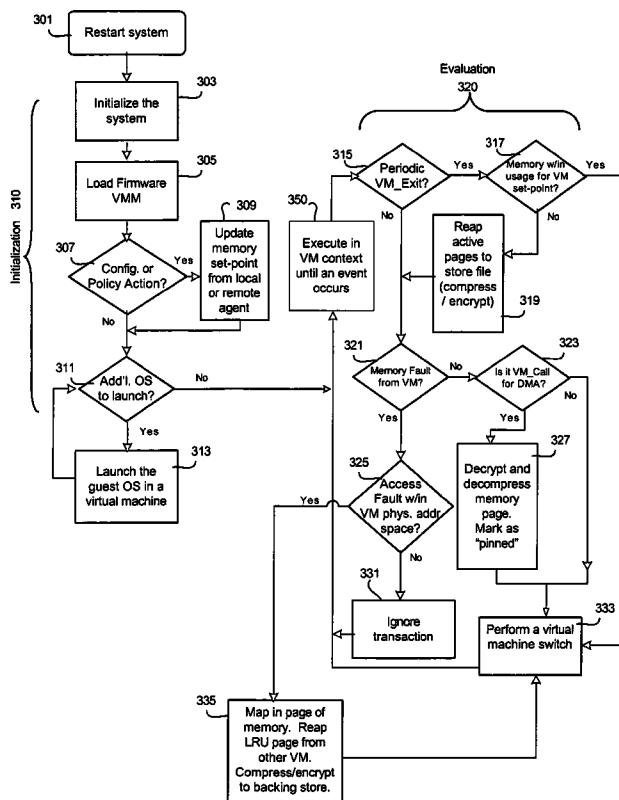 301
Restart system
303
Initialize the
system
305
Load Firmware
VMM
Initialization 310
307
Config. or
Policy Action?
Yes
No
309
Update
memory
set-point
from local
or remote
agent
311
Add'l. OS
to launch?
No
Yes
313
Launch the
guest OS in a
virtual machine
Evaluation
320
315
Periodic
VM_Exit?
Yes
No
317
Memory w/in
usage for VM
set-point?
Yes
No
350
Execute in
VM context
until an event
occurs
Reap
active pages
to store file
(compress
/ encrypt)
319
321
Memory Fault
from VM?
No
Yes
323
Is it VM_Call
for DMA?
No
Yes
325
Access
Fault w/in
VM phys. addr
space?
Yes
No
327
Decrypt and
decompress
memory
page.
Mark as
"pinned"
331
Ignore
transaction
333
Perform a virtual
machine switch
335
Map in page of
memory. Reap
LRU page from
other VM.
Compress/encrypt
to backing store.